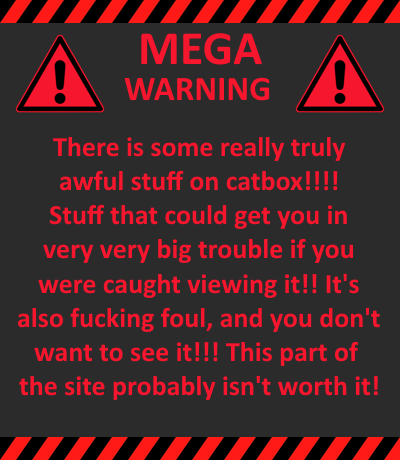 MEGA
WARNING
There is some really truly
awful stuff on catbox!!!!
Stuff that could get you in
very very big trouble if you
were caught viewing it!! It's
also fucking foul, and you don't
want to see it!!! This part of
the site probably isn't worth it!